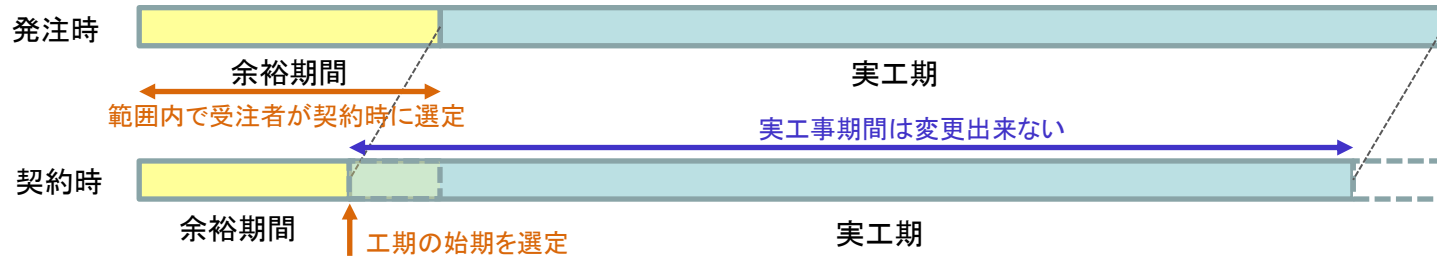 発注時
余裕期間
実工期
範囲内で受注者が契約時に選定
実工事期間は変更出来ない
契約時
余裕期間
実工期
工期の始期を選定